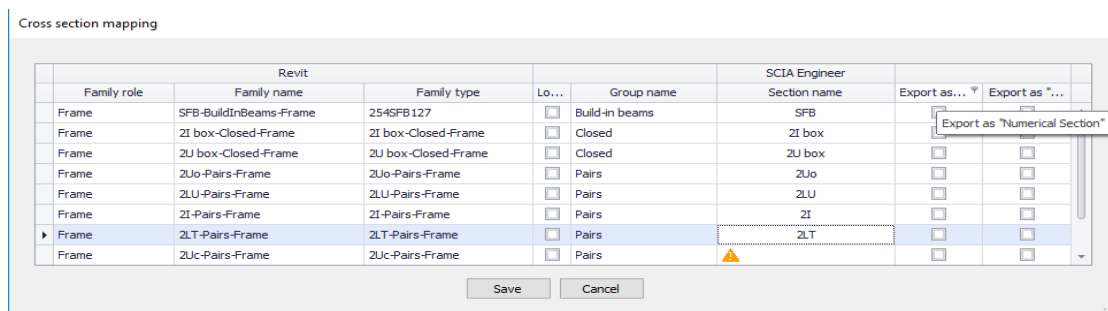 Cross section mapping
Revit SCIA Engineer
Family role Family name Family type Lo... Group name Section name Export as... Export as "...
Frame SFB-BuildInBeams-Frame 254SFB127 Build-in beams SFB
Export as "Numerical Section"
Frame 2I box-Closed-Frame 2I box-Closed-Frame Closed 2I box
Frame 2U box-Closed-Frame 2U box-Closed-Frame Closed 2U box
Frame 2Uo-Pairs-Frame 2Uo-Pairs-Frame Pairs 2Uo
Frame 2LU-Pairs-Frame 2LU-Pairs-Frame Pairs 2LU
Frame 2I-Pairs-Frame 2I-Pairs-Frame Pairs 2I
Frame 2LT-Pairs-Frame 2LT-Pairs-Frame Pairs 2LT
Frame 2Uc-Pairs-Frame 2Uc-Pairs-Frame Pairs
Save Cancel